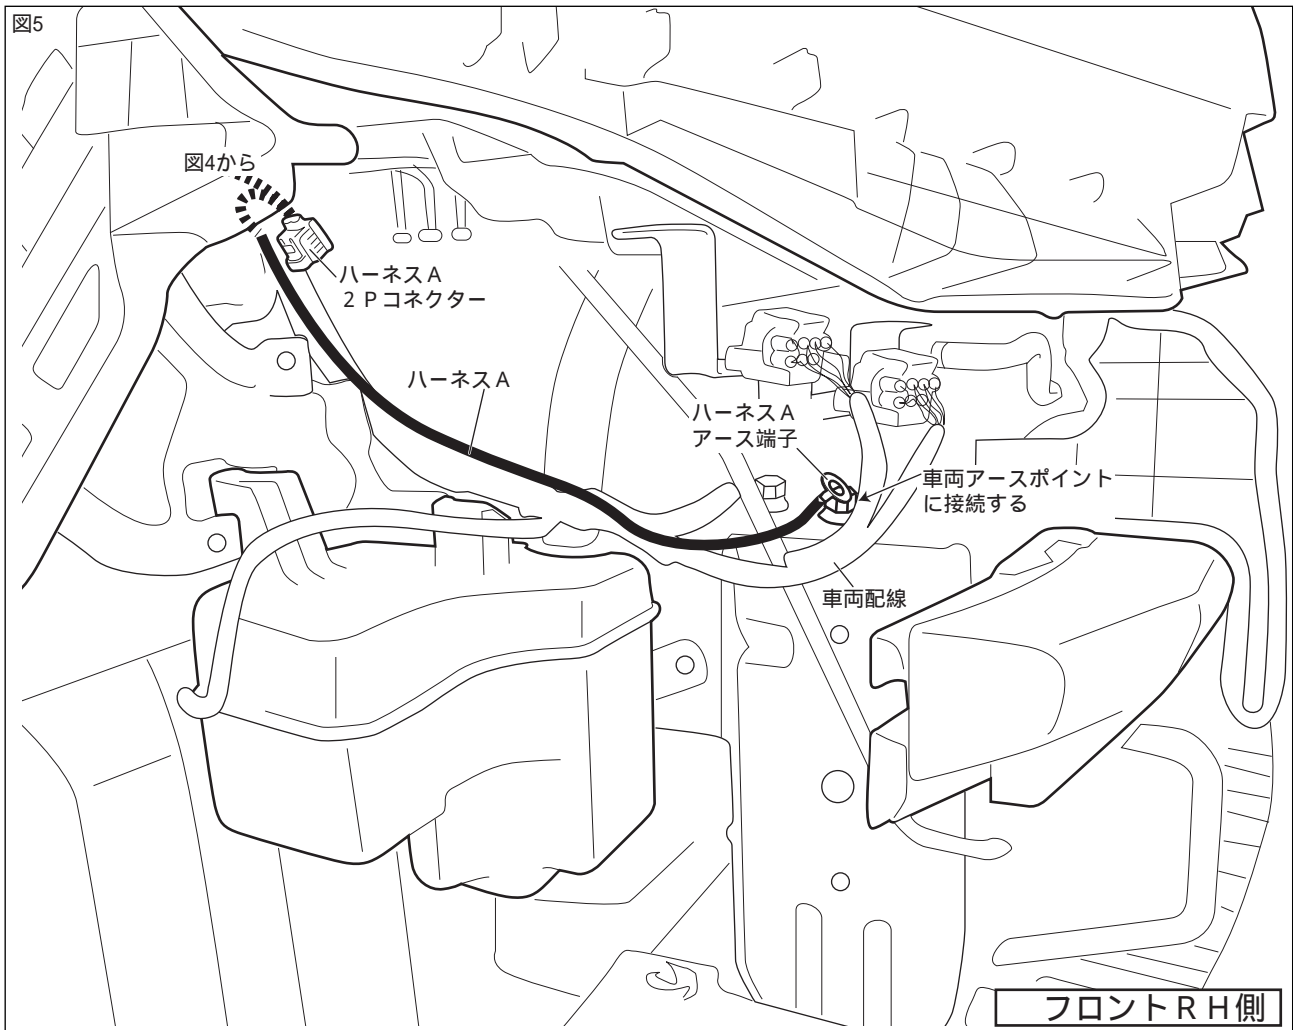 図5
図4から
ハーネスA
2Pコネクター
ハーネスA
ハーネスA
アース端子
車両アースポイント
に接続する
車両配線
フロントRH側